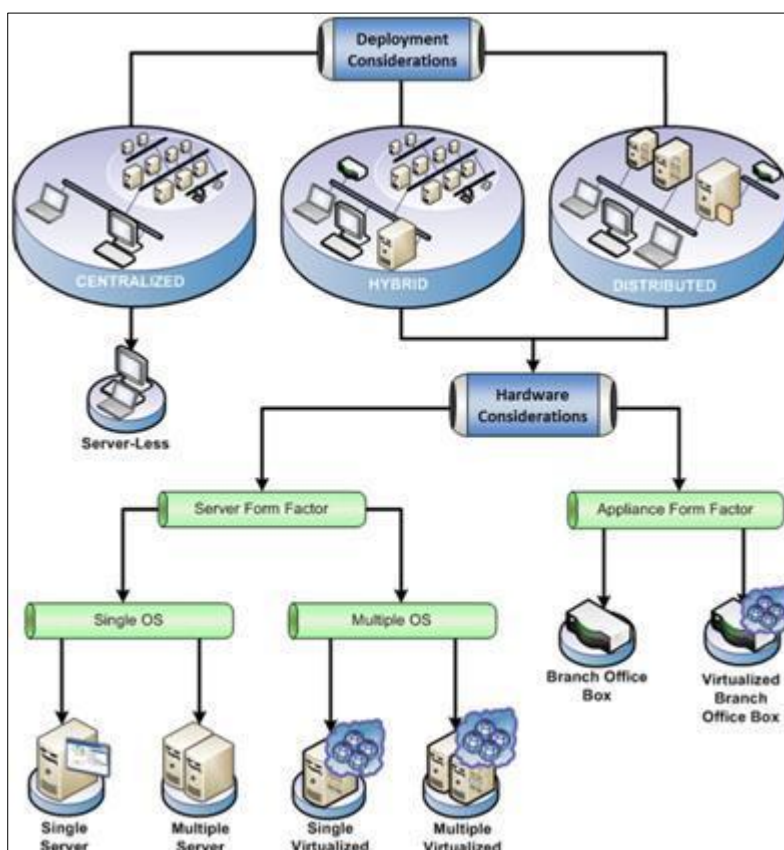 Deployment
Considerations
CENTRALIZED
HYBRID
DISTRIBUTED
Server-Less
Hardware
Considerations
Server Form Factor
Appliance Form Factor
Single OS
Multiple OS
Branch Office
Box
Virtualized
Branch
Office Box
Single
Server
Multiple
Server
Single
Virtualized
Multiple
Virtualized